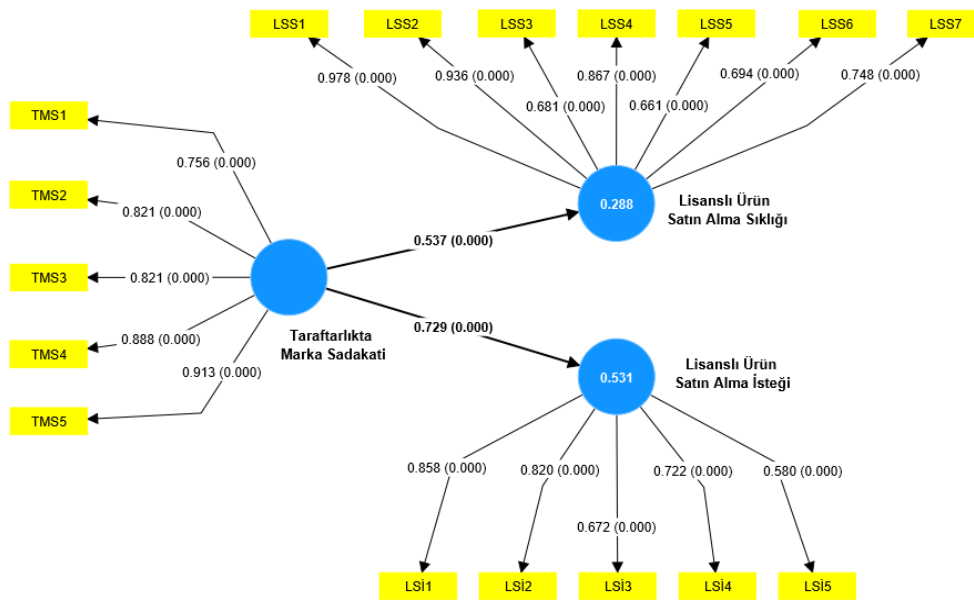 LSS1
LSS2
LSS3
LSS4
LSS5
LSS6
LSS7
0.978 (0.000)
0.936 (0.000)
0.681 (0.000)
0.867 (0.000)
0.661 (0.000)
0.694 (0.000)
0.748 (0.000)
TMS1
TMS2
TMS3
TMS4
TMS5
0.756 (0.000)
0.821 (0.000)
0.821 (0.000)
0.888 (0.000)
0.913 (0.000)
Taraftarlıkta
Marka Sadakati
0.537 (0.000)
0.729 (0.000)
0.288
Lisanslı Ürün
Satın Alma Sıklığı
0.531
Lisanslı Ürün
Satın Alma İsteği
0.858 (0.000)
0.820 (0.000)
0.672 (0.000)
0.722 (0.000)
0.580 (0.000)
LSİ1
LSİ2
LSİ3
LSİ4
LSİ5